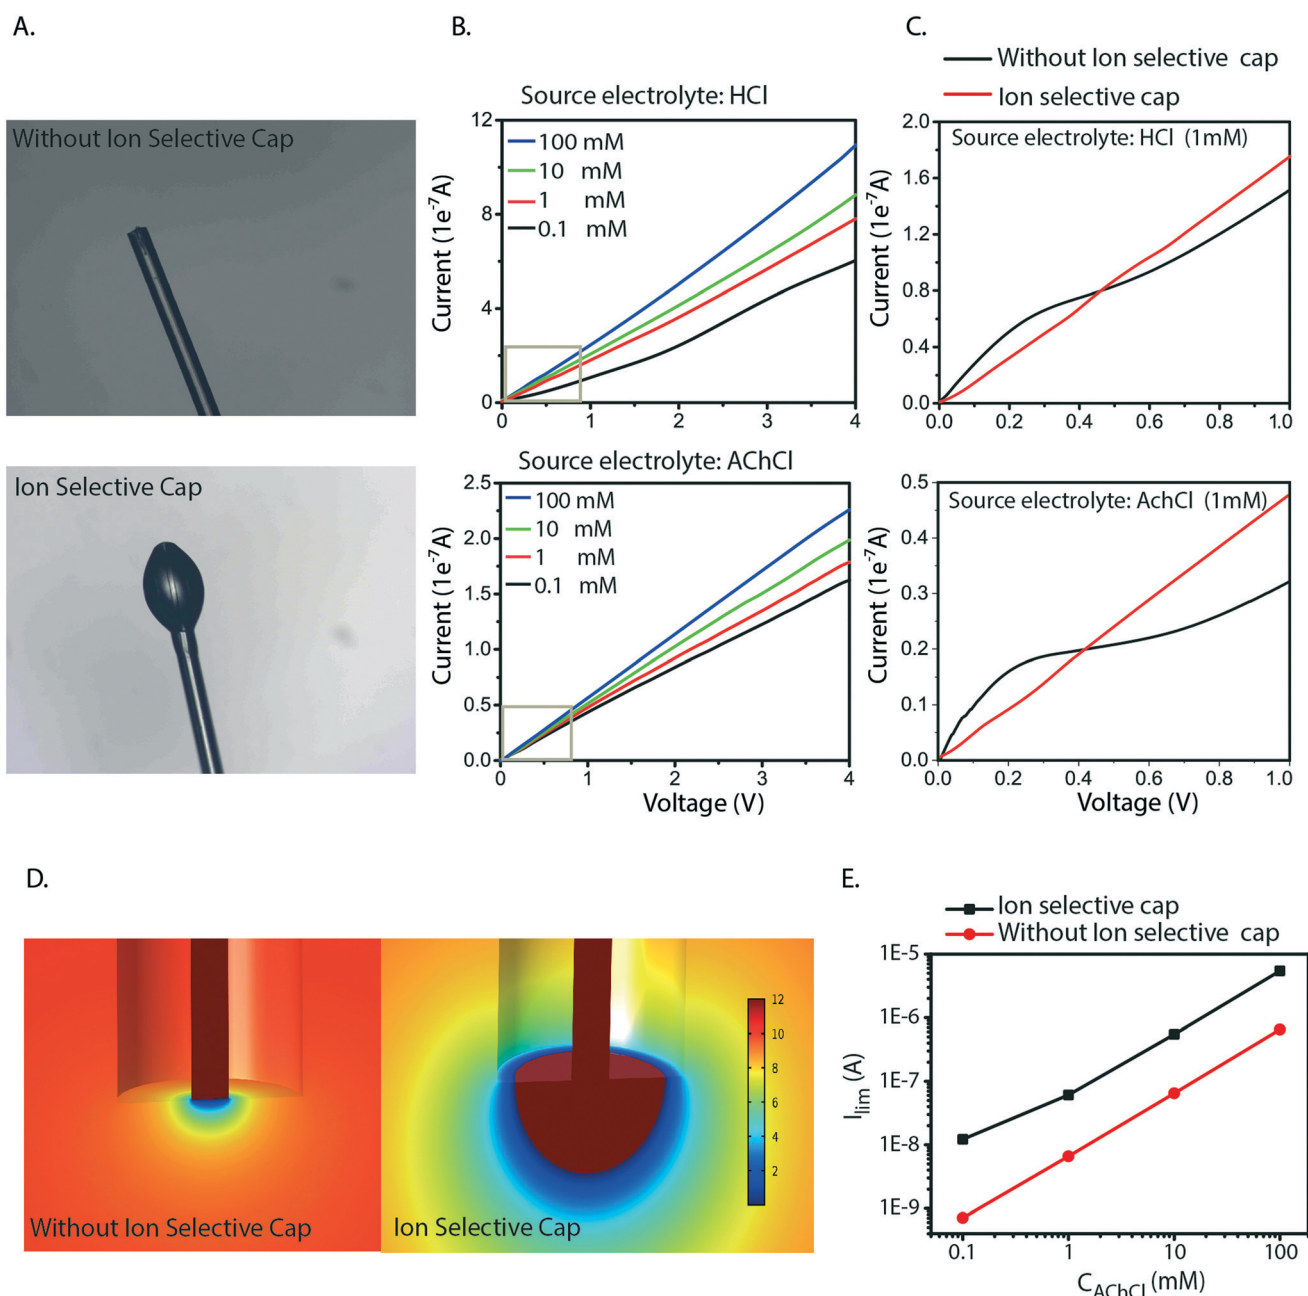 A.
Without Ion Selective Cap
Ion Selective Cap
B.
Source electrolyte: HCl
12
8
4
0
Current (1e⁻⁷A)
100 mM
10 mM
1 mM
0.1 mM
0 1 2 3 4
Source electrolyte: AChCl
2.5
2.0
1.5
1.0
0.5
0.0
Current (1e⁻⁷A)
100 mM
10 mM
1 mM
0.1 mM
0 1 2 3 4
Voltage (V)
C.
Without Ion selective cap
Ion selective cap
Source electrolyte: HCl (1mM)
2.0
1.6
1.2
0.8
0.4
0.0
Current (1e⁻⁷A)
0.0 0.2 0.4 0.6 0.8 1.0
Source electrolyte: AchCl (1mM)
0.5
0.4
0.3
0.2
0.1
0.0
Current (1e⁻⁷A)
0.0 0.2 0.4 0.6 0.8 1.0
Voltage (V)
D.
Without Ion Selective Cap
Ion Selective Cap
12
10
8
6
4
2
E.
Ion selective cap
Without Ion selective cap
1E-5
1E-6
1E-7
1E-8
1E-9
I lim (A)
0.1 1 10 100
C AChCl (mM)